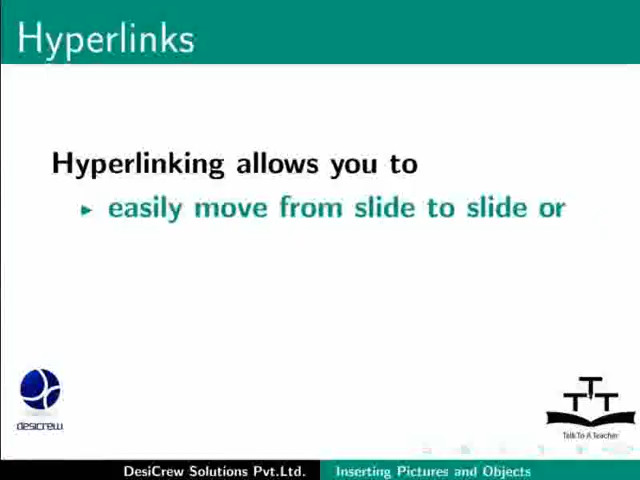 Hyperlinks
Hyperlinking allows you to
easily move from slide to slide or
desicrew
T T T
Talk To A Teacher
DesiCrew Solutions Pvt.Ltd.
Inserting Pictures and Objects